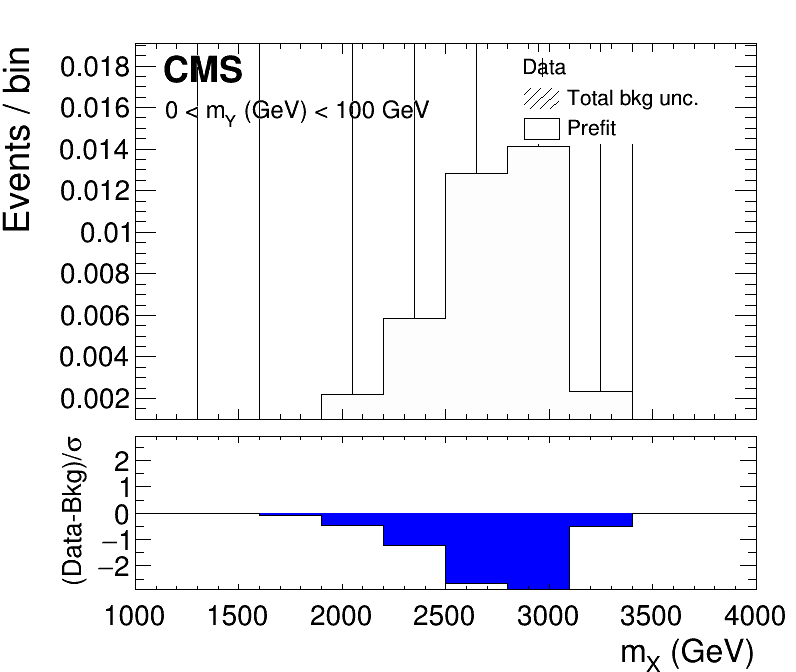 Events / bin
0.018
0.016
0.014
0.012
0.01
0.008
0.006
0.004
0.002
CMS
0 < mY (GeV) < 100 GeV
Data
Total bkg unc.
Prefit
(Data-Bkg)/σ
2
1
0
−1
−2
1000 1500 2000 2500 3000 3500 4000
mX (GeV)